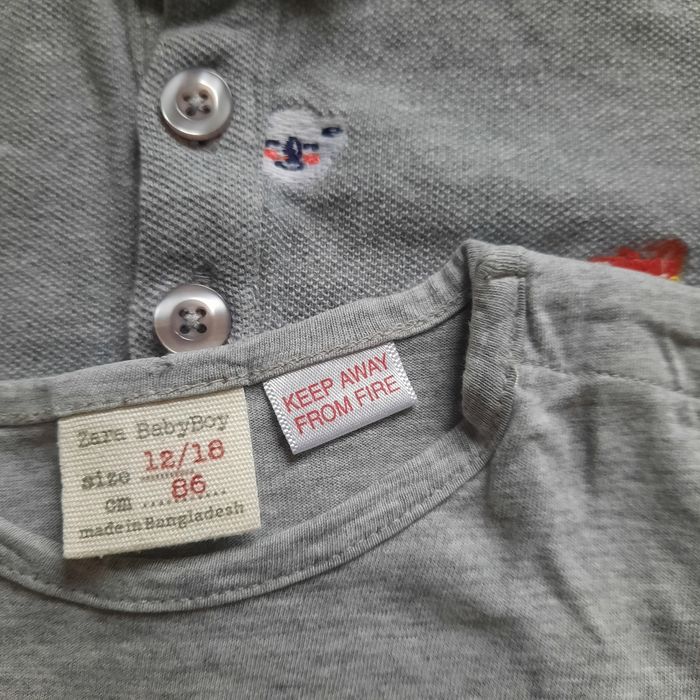 Zara BabyBoy
size 12/18
cm 86
made in Bangladesh
KEEP AWAY
FROM FIRE